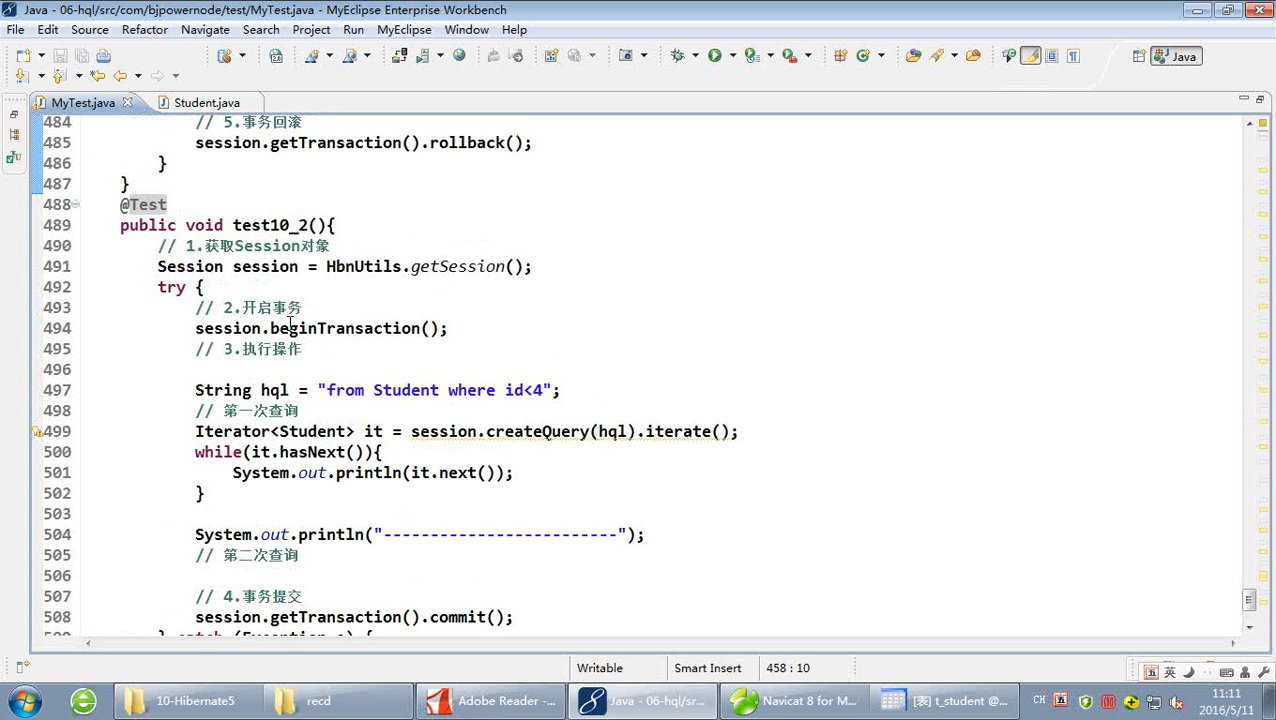 Java - 06-hql/src/com/bjpowernode/test/MyTest.java - MyEclipse Enterprise Workbench
File Edit Source Refactor Navigate Search Project Run MyEclipse Window Help
Java
MyTest.java Student.java
484 // 5.事务回滚
485 session.getTransaction().rollback();
486 }
487 }
488 @Test
489 public void test10_2(){
490 // 1.获取Session对象
491 Session session = HbnUtils.getSession();
492 try {
493 // 2.开启事务
494 session.beginTransaction();
495 // 3.执行操作
496
497 String hql = "from Student where id<4";
498 // 第一次查询
499 Iterator<Student> it = session.createQuery(hql).iterate();
500 while(it.hasNext()){
501 System.out.println(it.next());
502 }
503
504 System.out.println("-------------------------");
505 // 第二次查询
506
507 // 4.事务提交
508 session.getTransaction().commit();
509 } catch (Exception e) {
Writable Smart Insert 458 : 10
五 英
10-Hibernate5 recd Adobe Reader -... Java - 06-hql/sr... Navicat 8 for M... [表] t_student @... CH 五 11:11
2016/5/11